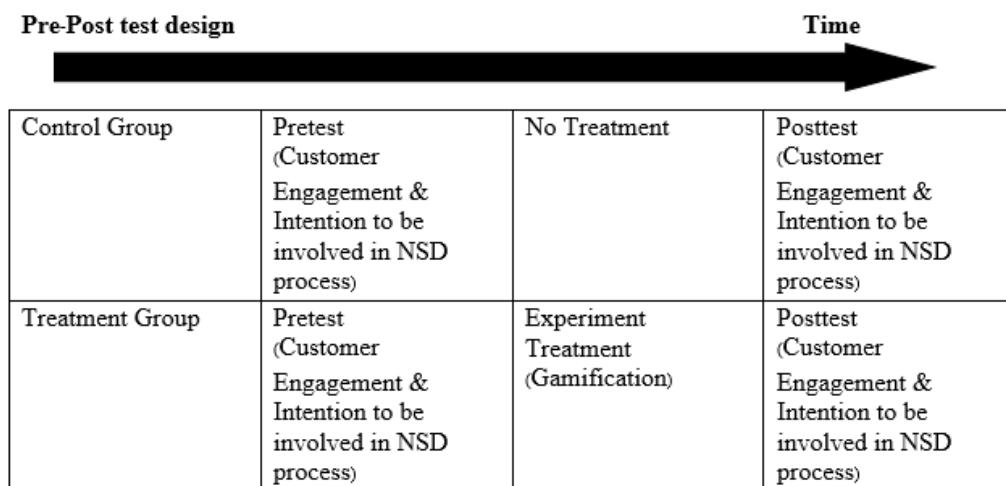 Pre-Post test design Time
Control Group
Pretest
(Customer
Engagement &
Intention to be
involved in NSD
process)
No Treatment
Posttest
(Customer
Engagement &
Intention to be
involved in NSD
process)
Treatment Group
Pretest
(Customer
Engagement &
Intention to be
involved in NSD
process)
Experiment
Treatment
(Gamification)
Posttest
(Customer
Engagement &
Intention to be
involved in NSD
process)